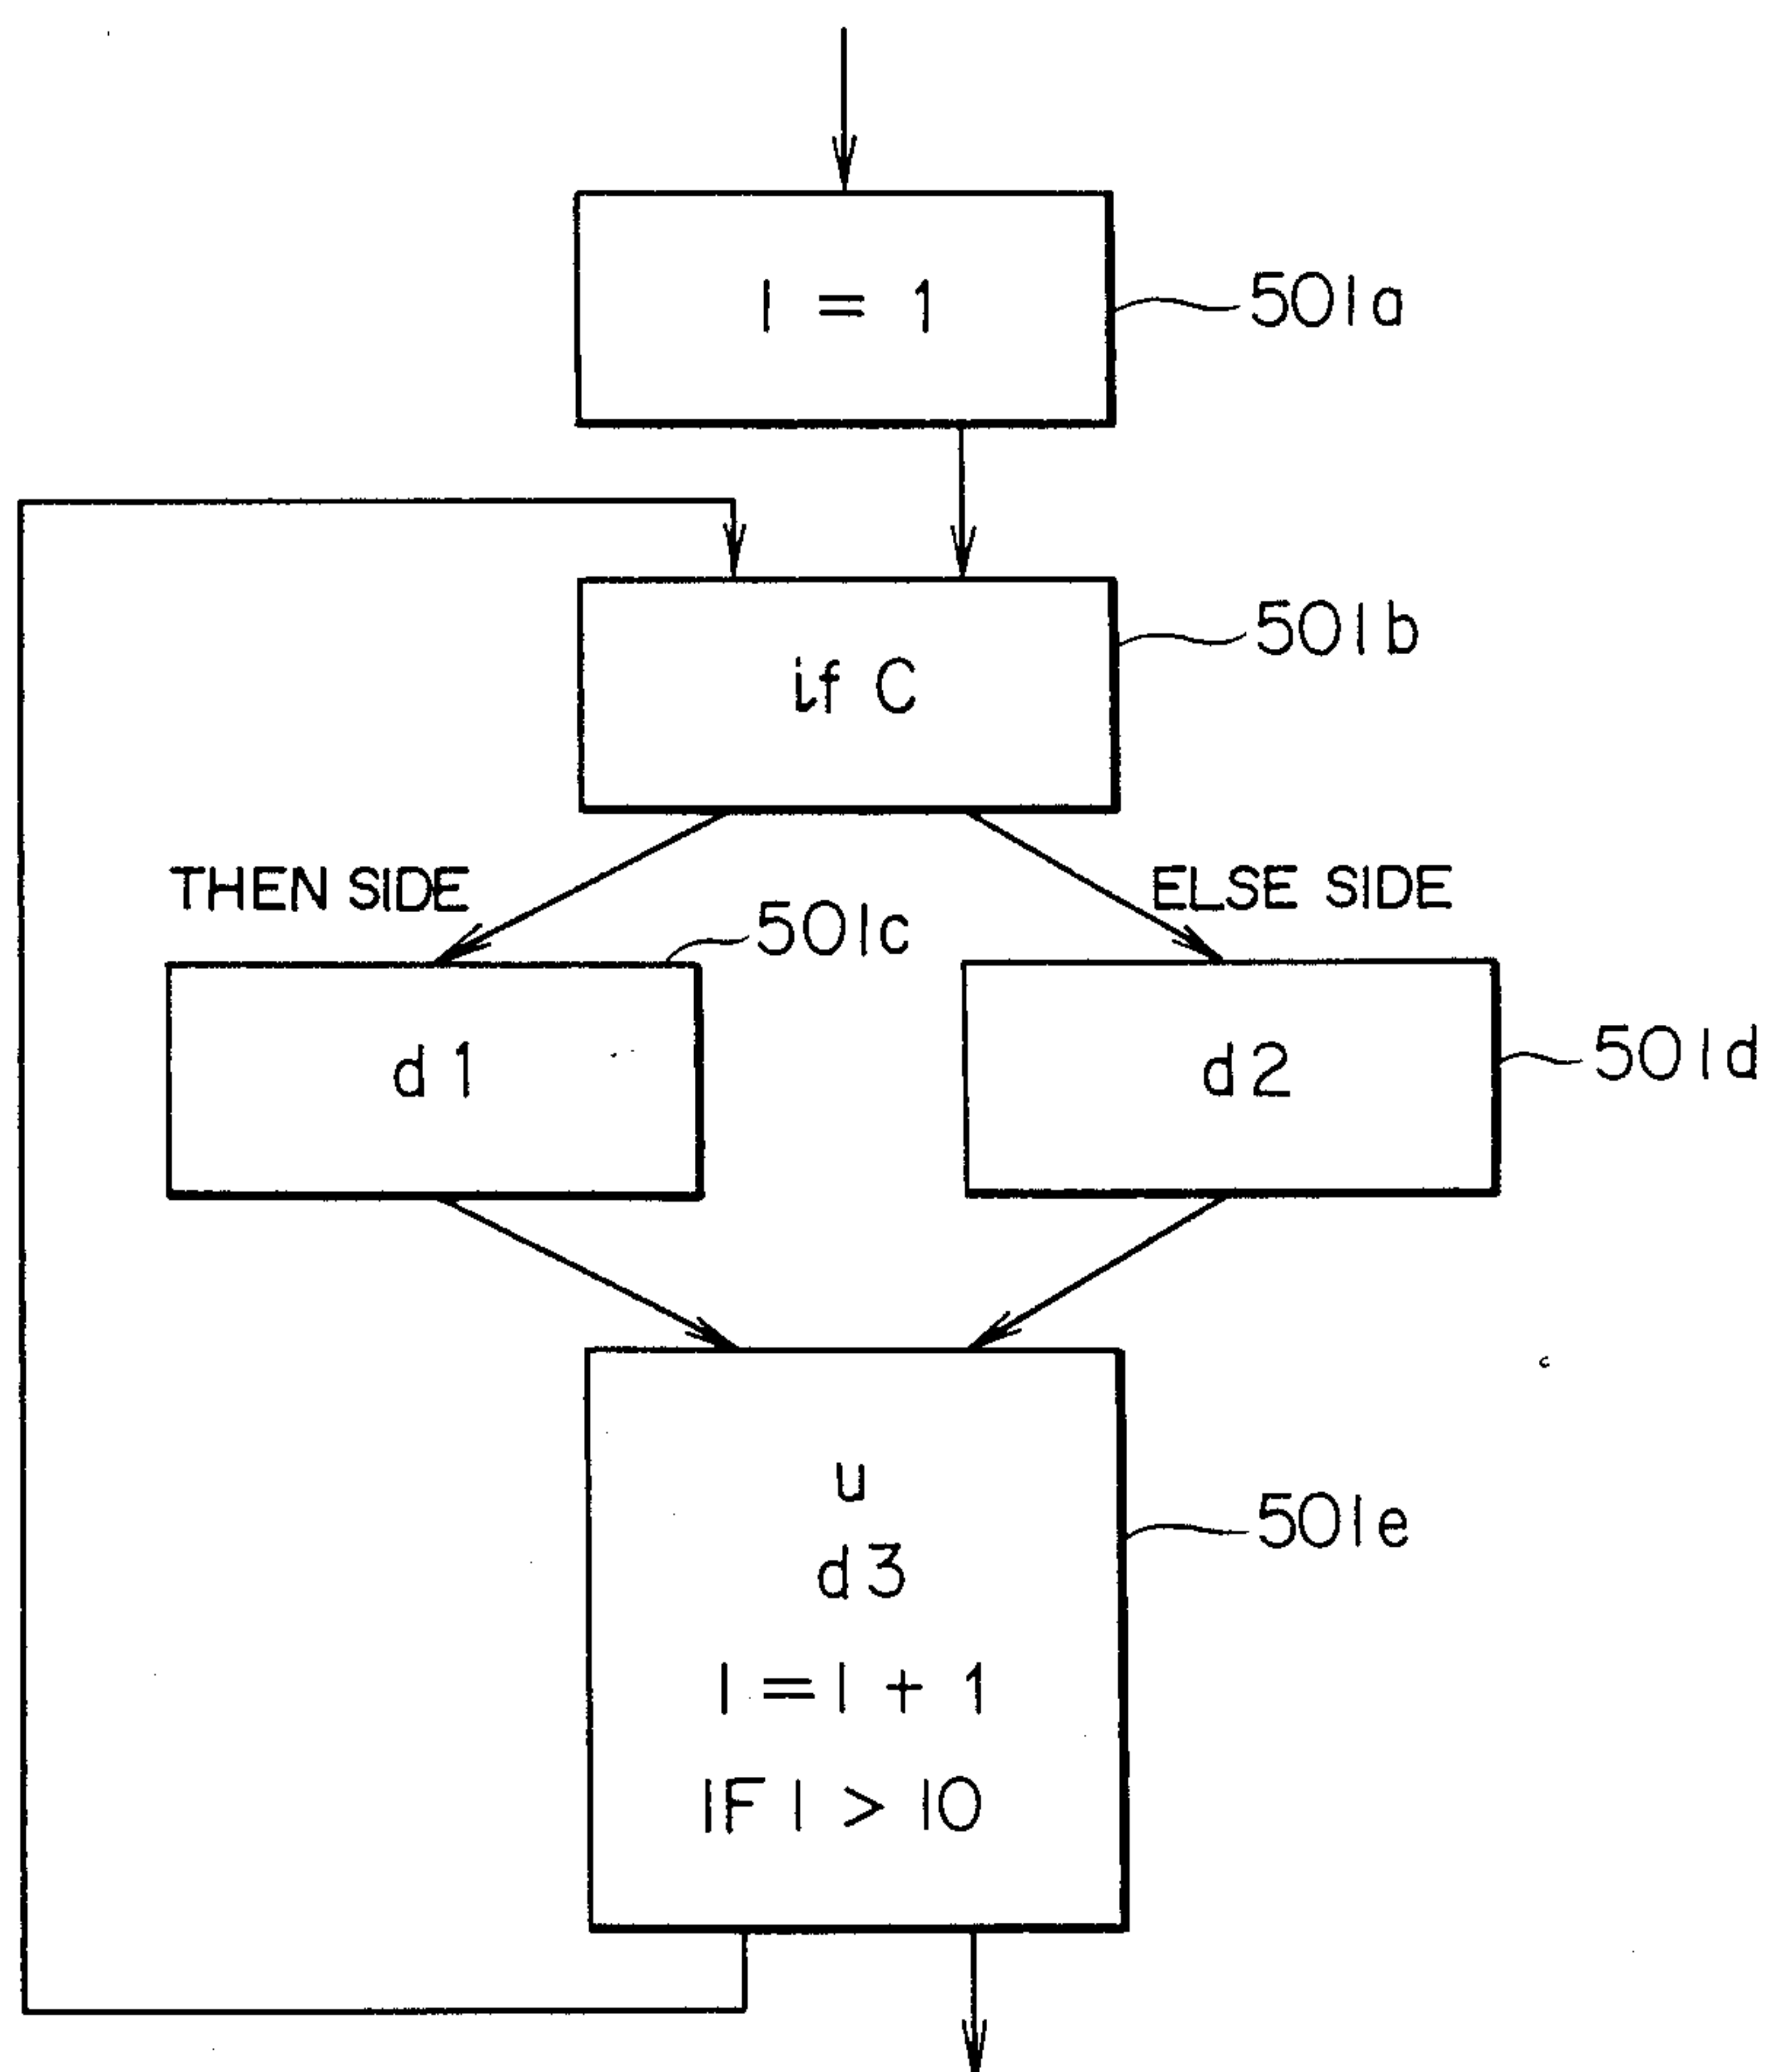 I = 1
501a
if C
501b
THEN SIDE
ELSE SIDE
501c
d1
d2
501d
u
d3
I = I + 1
IF I > 10
501e